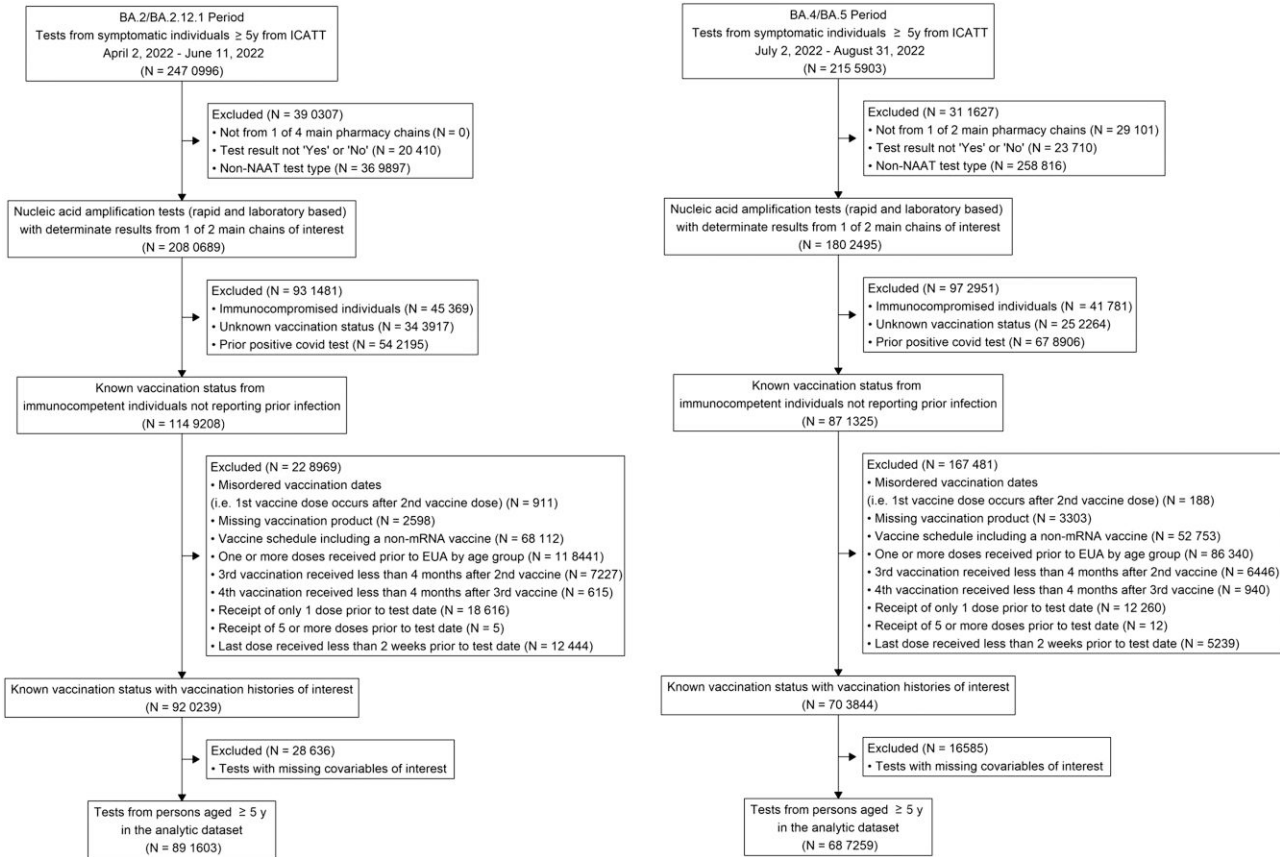 BA.2/BA.2.12.1 Period
Tests from symptomatic individuals ≥ 5y from ICATT
April 2, 2022 - June 11, 2022
(N = 247 0996)
Excluded (N = 39 0307)
• Not from 1 of 4 main pharmacy chains (N = 0)
• Test result not 'Yes' or 'No' (N = 20 410)
• Non-NAAT test type (N = 36 9897)
Nucleic acid amplification tests (rapid and laboratory based)
with determinate results from 1 of 2 main chains of interest
(N = 208 0689)
Excluded (N = 93 1481)
• Immunocompromised individuals (N = 45 369)
• Unknown vaccination status (N = 34 3917)
• Prior positive covid test (N = 54 2195)
Known vaccination status from
immunocompetent individuals not reporting prior infection
(N = 114 9208)
Excluded (N = 22 8969)
• Misordered vaccination dates
(i.e. 1st vaccine dose occurs after 2nd vaccine dose) (N = 911)
• Missing vaccination product (N = 2598)
• Vaccine schedule including a non-mRNA vaccine (N = 68 112)
• One or more doses received prior to EUA by age group (N = 11 8441)
• 3rd vaccination received less than 4 months after 2nd vaccine (N = 7227)
• 4th vaccination received less than 4 months after 3rd vaccine (N = 615)
• Receipt of only 1 dose prior to test date (N = 18 616)
• Receipt of 5 or more doses prior to test date (N = 5)
• Last dose received less than 2 weeks prior to test date (N = 12 444)
Known vaccination status with vaccination histories of interest
(N = 92 0239)
Excluded (N = 28 636)
• Tests with missing covariables of interest
Tests from persons aged ≥ 5 y
in the analytic dataset
(N = 89 1603)
BA.4/BA.5 Period
Tests from symptomatic individuals ≥ 5y from ICATT
July 2, 2022 - August 31, 2022
(N = 215 5903)
Excluded (N = 31 1627)
• Not from 1 of 2 main pharmacy chains (N = 29 101)
• Test result not 'Yes' or 'No' (N = 23 710)
• Non-NAAT test type (N = 258 816)
Nucleic acid amplification tests (rapid and laboratory based)
with determinate results from 1 of 2 main chains of interest
(N = 180 2495)
Excluded (N = 97 2951)
• Immunocompromised individuals (N = 41 781)
• Unknown vaccination status (N = 25 2264)
• Prior positive covid test (N = 67 8906)
Known vaccination status from
immunocompetent individuals not reporting prior infection
(N = 87 1325)
Excluded (N = 167 481)
• Misordered vaccination dates
(i.e. 1st vaccine dose occurs after 2nd vaccine dose) (N = 188)
• Missing vaccination product (N = 3303)
• Vaccine schedule including a non-mRNA vaccine (N = 52 753)
• One or more doses received prior to EUA by age group (N = 86 340)
• 3rd vaccination received less than 4 months after 2nd vaccine (N = 6446)
• 4th vaccination received less than 4 months after 3rd vaccine (N = 940)
• Receipt of only 1 dose prior to test date (N = 12 260)
• Receipt of 5 or more doses prior to test date (N = 12)
• Last dose received less than 2 weeks prior to test date (N = 5239)
Known vaccination status with vaccination histories of interest
(N = 70 3844)
Excluded (N = 16585)
• Tests with missing covariables of interest
Tests from persons aged ≥ 5 y
in the analytic dataset
(N = 68 7259)